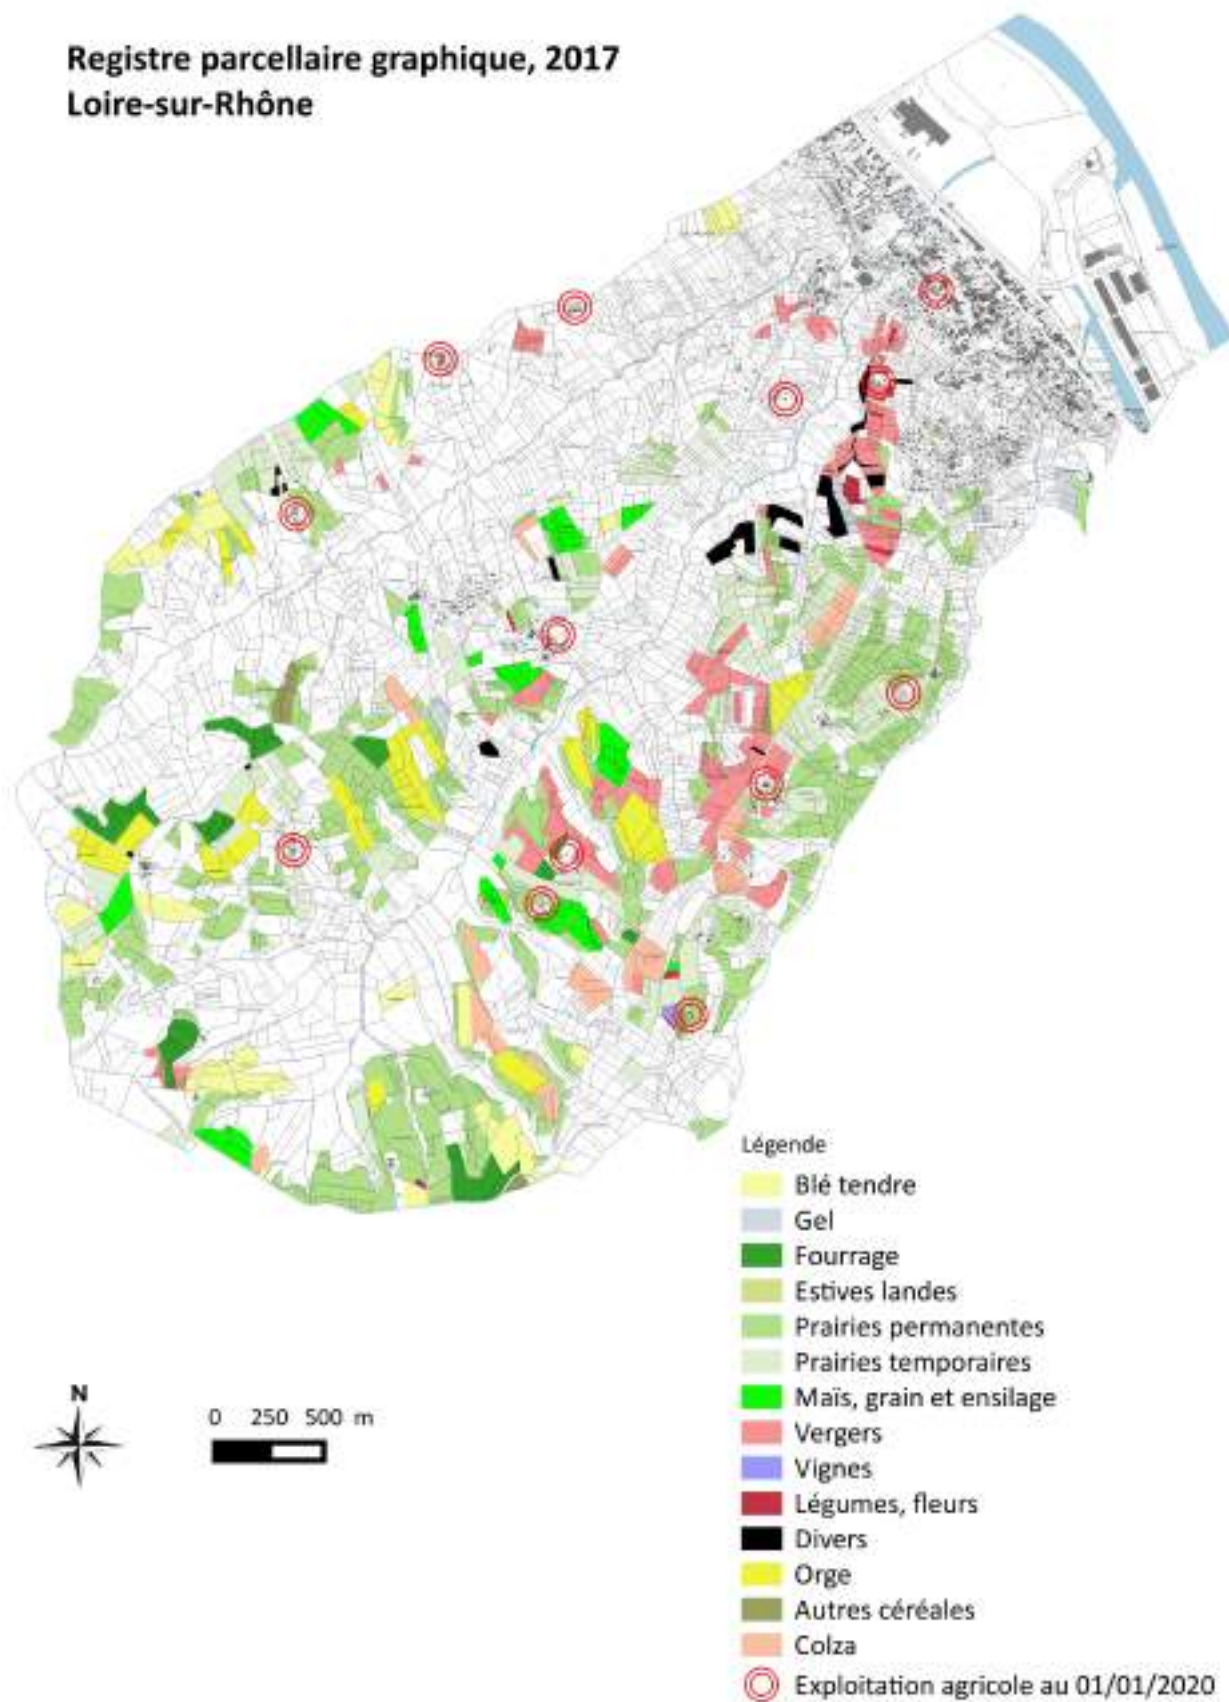 Registre parcellaire graphique, 2017
Loire-sur-Rhône
Légende
Blé tendre
Gel
Fourrage
Estives landes
Prairies permanentes
Prairies temporaires
Maïs, grain et ensilage
Vergers
Vignes
Légumes, fleurs
Divers
Orge
Autres céréales
Colza
Exploitation agricole au 01/01/2020
N
0 250 500 m